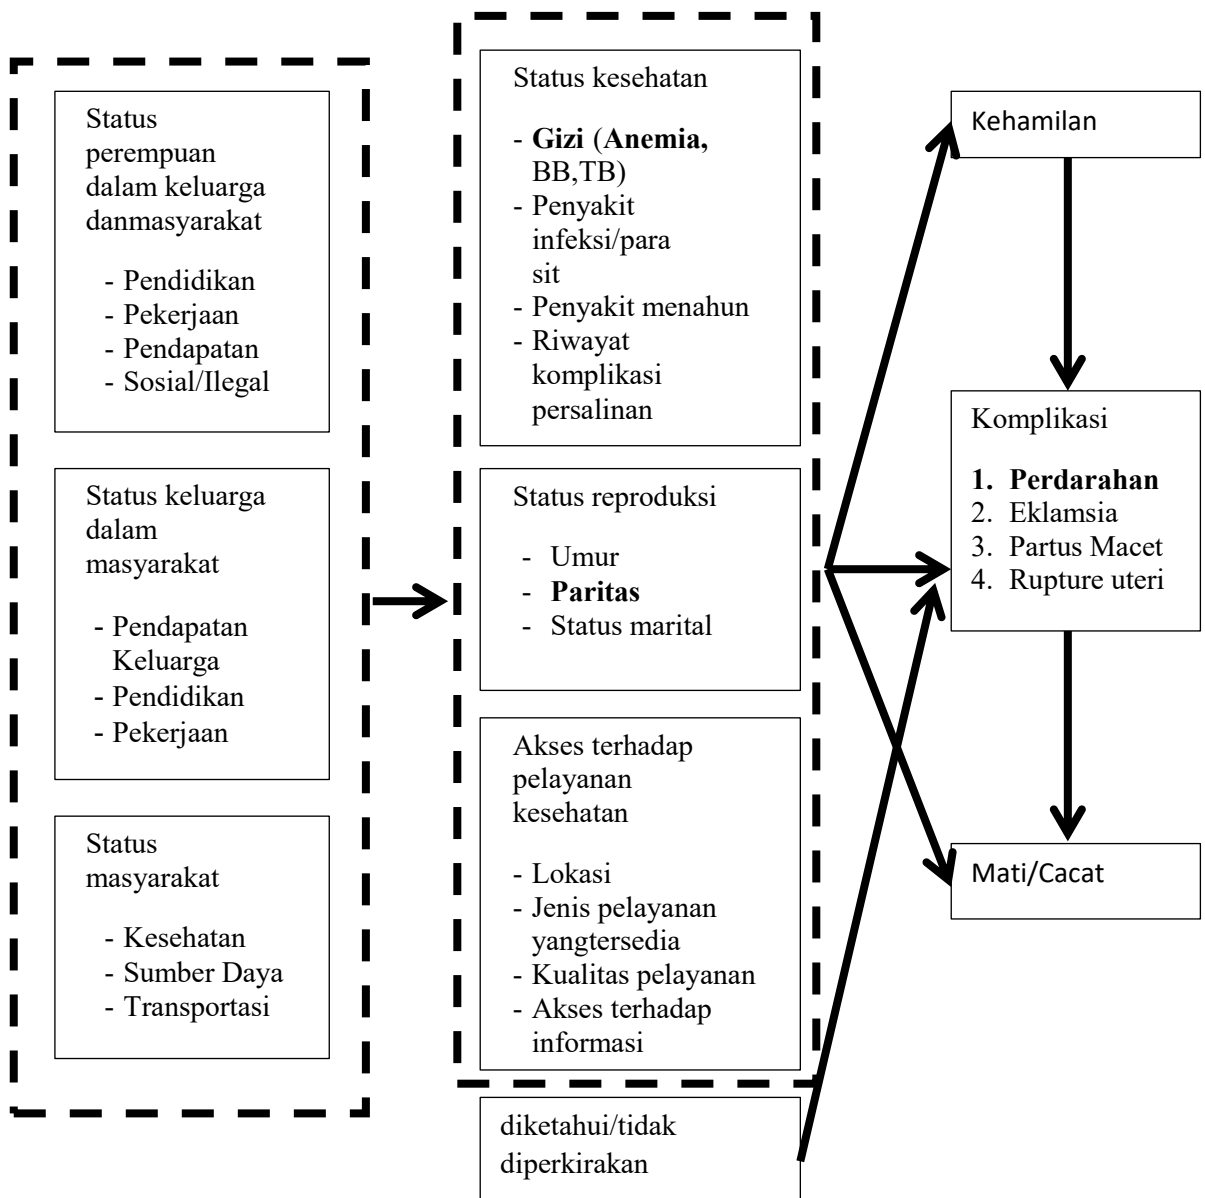 Status
perempuan
dalam keluarga
danmasyarakat
- Pendidikan
- Pekerjaan
- Pendapatan
- Sosial/Ilegal
Status keluarga
dalam
masyarakat
- Pendapatan
Keluarga
- Pendidikan
- Pekerjaan
Status
masyarakat
- Kesehatan
- Sumber Daya
- Transportasi
Status kesehatan
- Gizi (Anemia,
BB,TB)
- Penyakit
infeksi/para
sit
- Penyakit menahun
- Riwayat
komplikasi
persalinan
Status reproduksi
- Umur
- Paritas
- Status marital
Akses terhadap
pelayanan
kesehatan
- Lokasi
- Jenis pelayanan
yangtersedia
- Kualitas pelayanan
- Akses terhadap
informasi
diketahui/tidak
diperkirakan
Kehamilan
Komplikasi
1. Perdarahan
2. Eklamsia
3. Partus Macet
4. Rupture uteri
Mati/Cacat